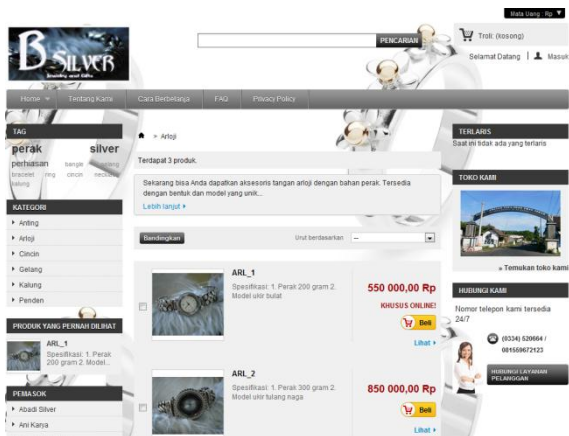 Mata Uang : Rp ▼
B SILVER
PENCARIAN
Troli: (kosong)
Selamat Datang | Masuk
Home
Tentang Kami
Cara Berbelanja
FAQ
Privacy Policy
TAG
perak silver
perhiasan bangle
bracelet ring cincin
kalung
KATEGORI
Anting
Arloji
Cincin
Gelang
Kalung
Penden
PRODUK YANG PERNAH DILIHAT
ARL_1
Spesifikasi: 1. Perak
200 gram 2. Model...
PEMASOK
Abadi Silver
Ani Karya
> Arloji
Terdapat 3 produk.
Sekarang bisa Anda dapatkan aksesoris tangan arloji dengan bahan perak. Tersedia
dengan bentuk dan model yang unik...
Lebih lanjut
Bandingkan
Urut berdasarkan --
ARL_1
Spesifikasi: 1. Perak 200 gram 2.
Model ukir bulat
550 000,00 Rp
KHUSUS ONLINE!
Beli
Lihat
ARL_2
Spesifikasi: 1. Perak 300 gram 2.
Model ukir tulang naga
850 000,00 Rp
Beli
Lihat
TERLARIS
Saat ini tidak ada yang terlaris
TOKO KAMI
» Temukan toko kami
HUBUNGI KAMI
Nomor telepon kami tersedia
24/7
(0334) 520664 /
081559672123
HUBUNGI LAYANAN
PELANGGAN